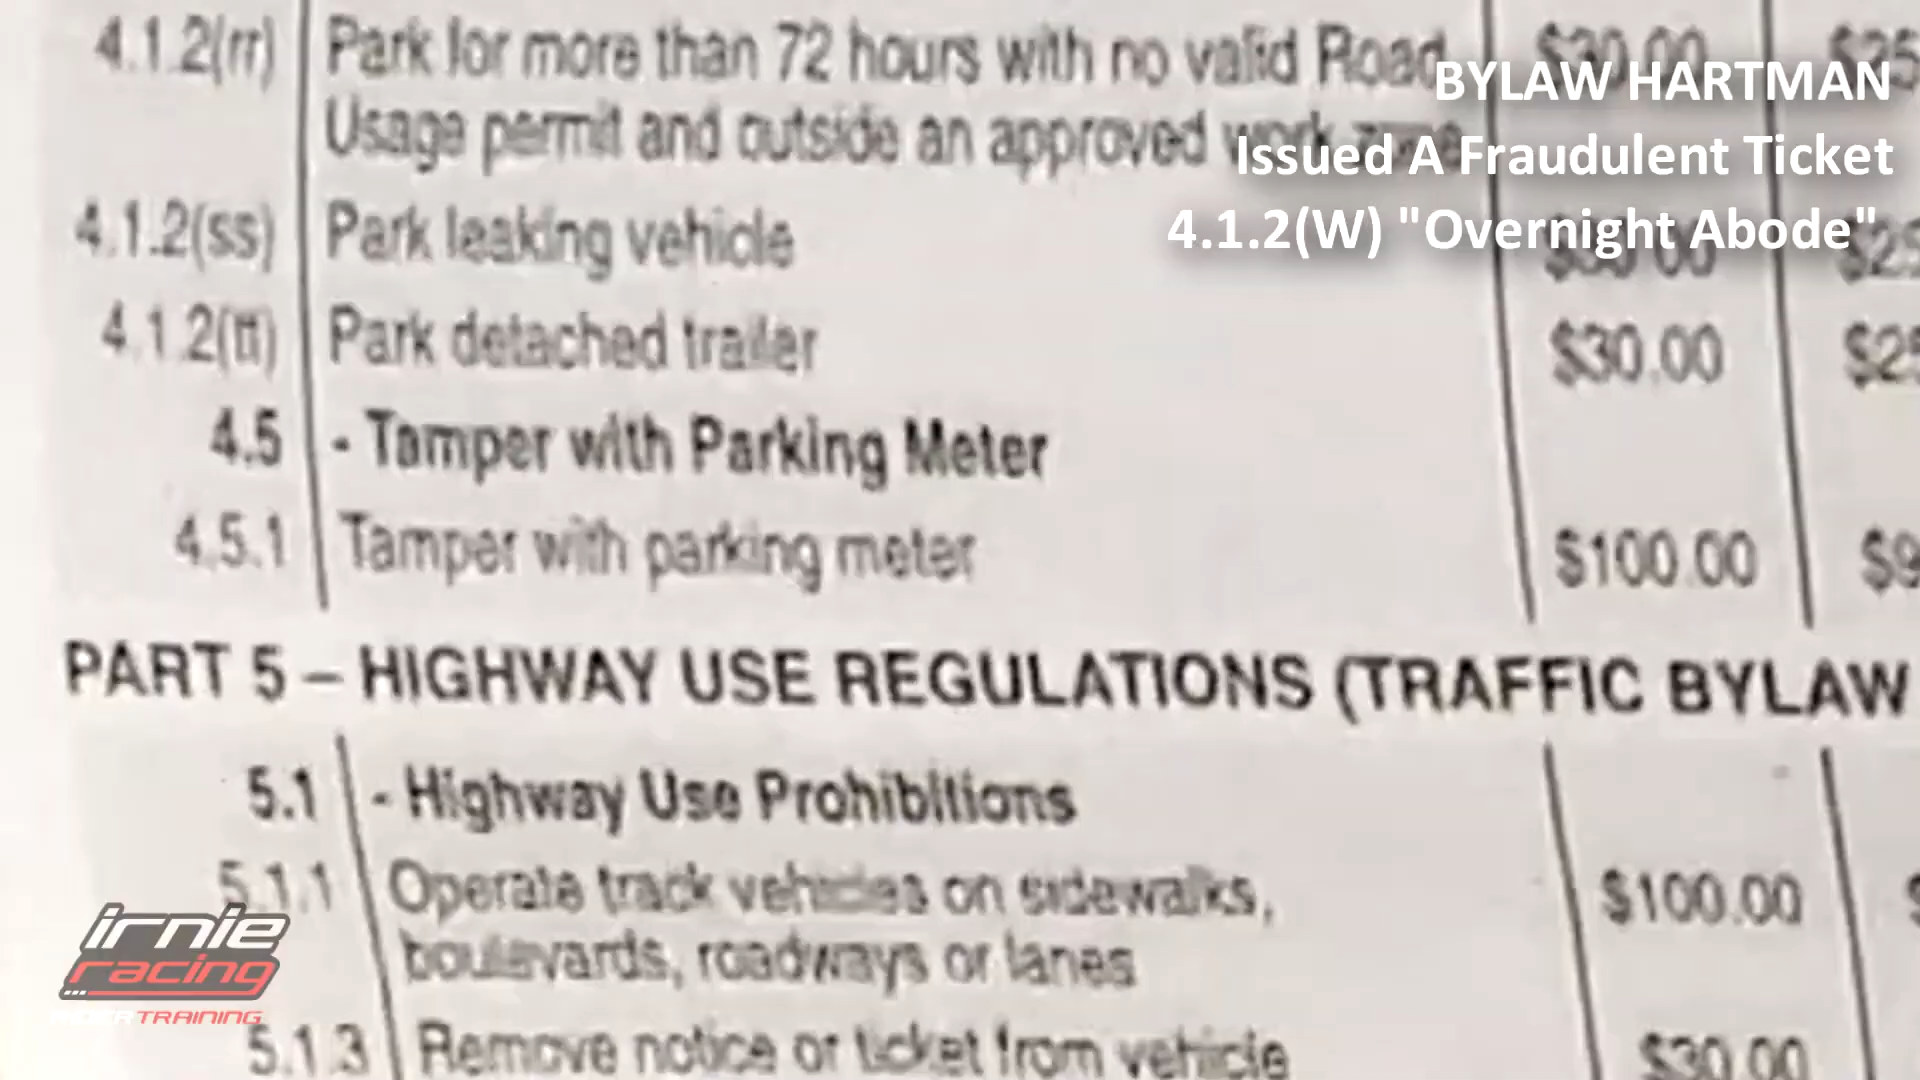 4.1.2(rr) Park for more than 72 hours with no valid Road $30.00
Usage permit and outside an approved work zone
BYLAW HARTMAN
Issued A Fraudulent Ticket
4.1.2(W) "Overnight Abode"
4.1.2(ss) Park leaking vehicle
4.1.2(tt) Park detached trailer $30.00
4.5 - Tamper with Parking Meter
4.5.1 Tamper with parking meter $100.00
PART 5 – HIGHWAY USE REGULATIONS (TRAFFIC BYLAW
5.1 - Highway Use Prohibitions
5.1.1 Operate track vehicles on sidewalks, $100.00
boulevards, roadways or lanes
5.1.3 Remove notice or ticket from vehicle $30.00
irnie
racing
RIDER TRAINING